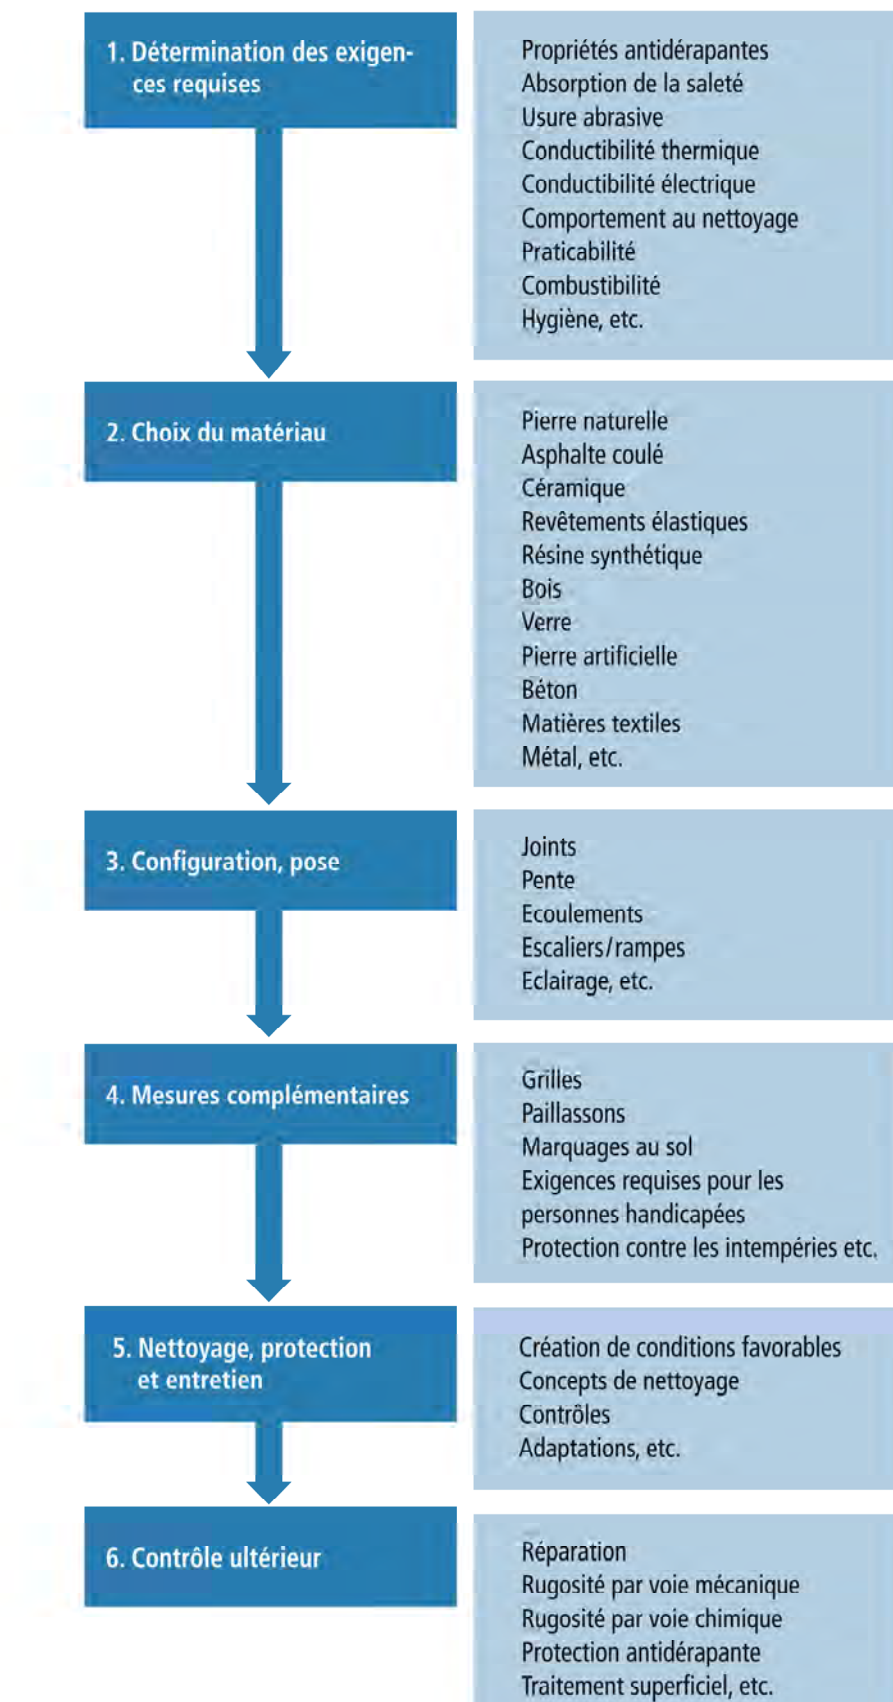 1. Détermination des exigen-
ces requises
Propriétés antidérapantes
Absorption de la saleté
Usure abrasive
Conductibilité thermique
Conductibilité électrique
Comportement au nettoyage
Praticabilité
Combustibilité
Hygiène, etc.
2. Choix du matériau
Pierre naturelle
Asphalte coulé
Céramique
Revêtements élastiques
Résine synthétique
Bois
Verre
Pierre artificielle
Béton
Matières textiles
Métal, etc.
3. Configuration, pose
Joints
Pente
Ecoulements
Escaliers/rampes
Eclairage, etc.
4. Mesures complémentaires
Grilles
Paillassons
Marquages au sol
Exigences requises pour les
personnes handicapées
Protection contre les intempéries etc.
5. Nettoyage, protection
et entretien
Création de conditions favorables
Concepts de nettoyage
Contrôles
Adaptations, etc.
6. Contrôle ultérieur
Réparation
Rugosité par voie mécanique
Rugosité par voie chimique
Protection antidérapante
Traitement superficiel, etc.